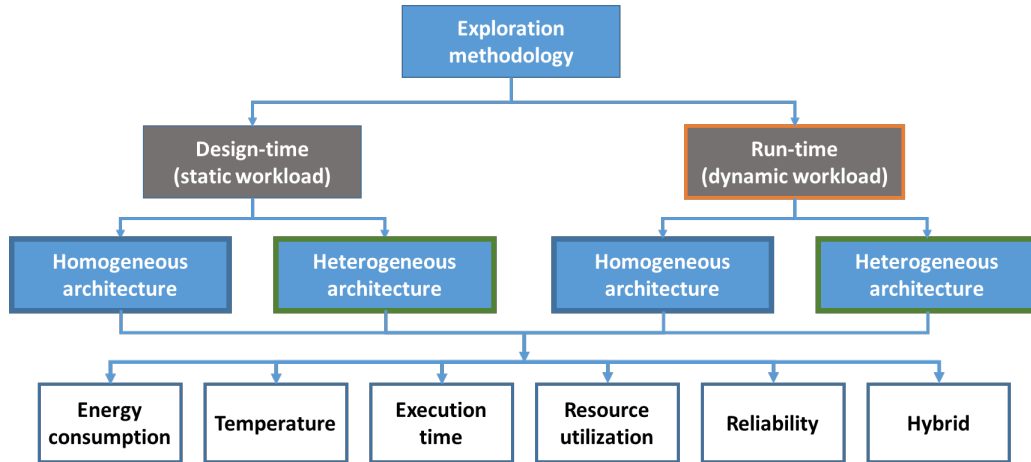 Exploration
methodology
Design-time
(static workload)
Run-time
(dynamic workload)
Homogeneous
architecture
Heterogeneous
architecture
Homogeneous
architecture
Heterogeneous
architecture
Energy
consumption
Temperature
Execution
time
Resource
utilization
Reliability
Hybrid